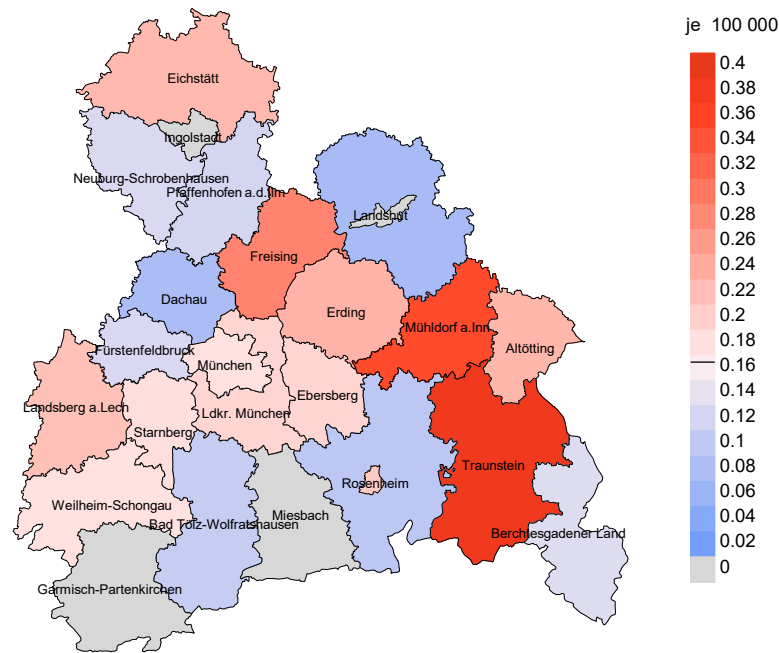 je 100 000
0.4
0.38
0.36
0.34
0.32
0.3
0.28
0.26
0.24
0.22
0.2
0.18
0.16
0.14
0.12
0.1
0.08
0.06
0.04
0.02
0
Eichstätt
Ingolstadt
Neuburg-Schrobenhausen
Pfaffenhofen a.d.Ilm
Landshut
Freising
Dachau
Erding
Mühldorf a.Inn
Altötting
Fürstenfeldbruck
München
Ebersberg
Landsberg a.Lech
Ldkr. München
Starnberg
Traunstein
Rosenheim
Weilheim-Schongau
Miesbach
Bad Tölz-Wolfratshausen
Berchtesgadener Land
Garmisch-Partenkirchen